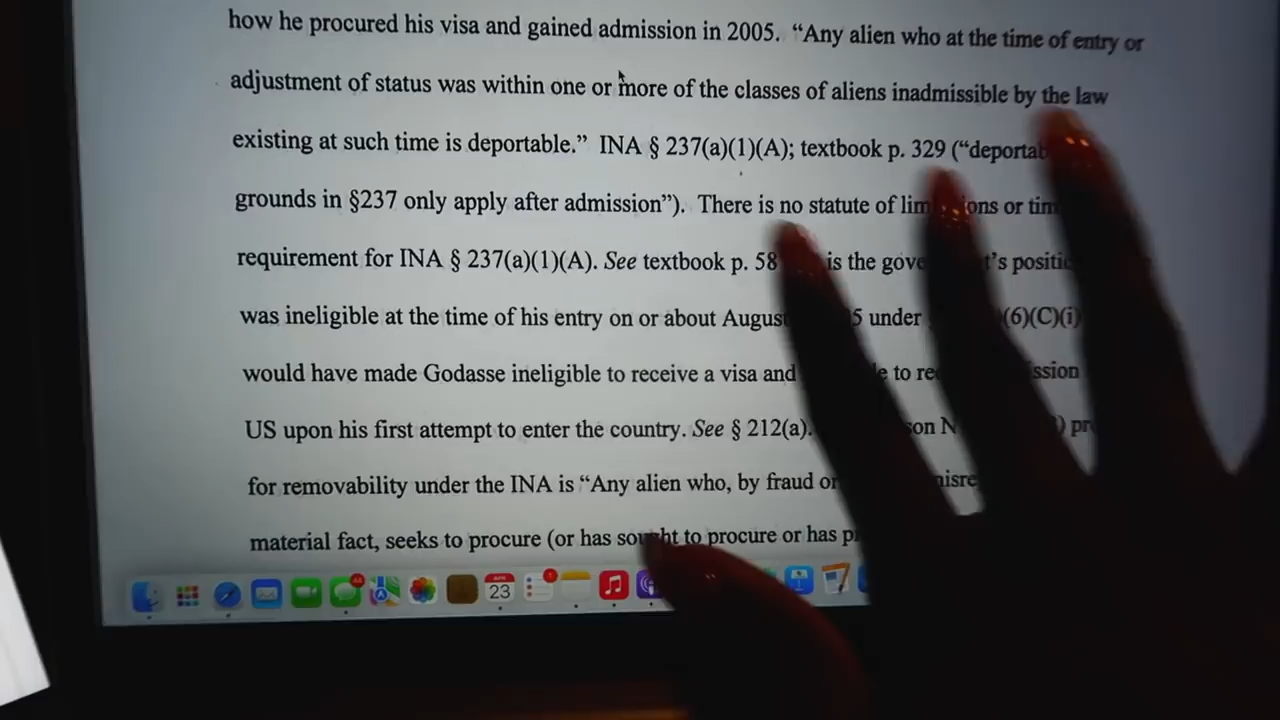 how he procured his visa and gained admission in 2005. “Any alien who at the time of entry or
adjustment of status was within one or more of the classes of aliens inadmissible by the law
existing at such time is deportable.” INA § 237(a)(1)(A); textbook p. 329 (“deportab
grounds in §237 only apply after admission”). There is no statute of lim ons or tim
requirement for INA § 237(a)(1)(A). See textbook p. 58 is the gove t’s positio
was ineligible at the time of his entry on or about Augus 5 under (6)(C)(i)
would have made Godasse ineligible to receive a visa and e to re ssion
US upon his first attempt to enter the country. See § 212(a). son N ) pr
for removability under the INA is “Any alien who, by fraud or misre
material fact, seeks to procure (or has sought to procure or has p
23